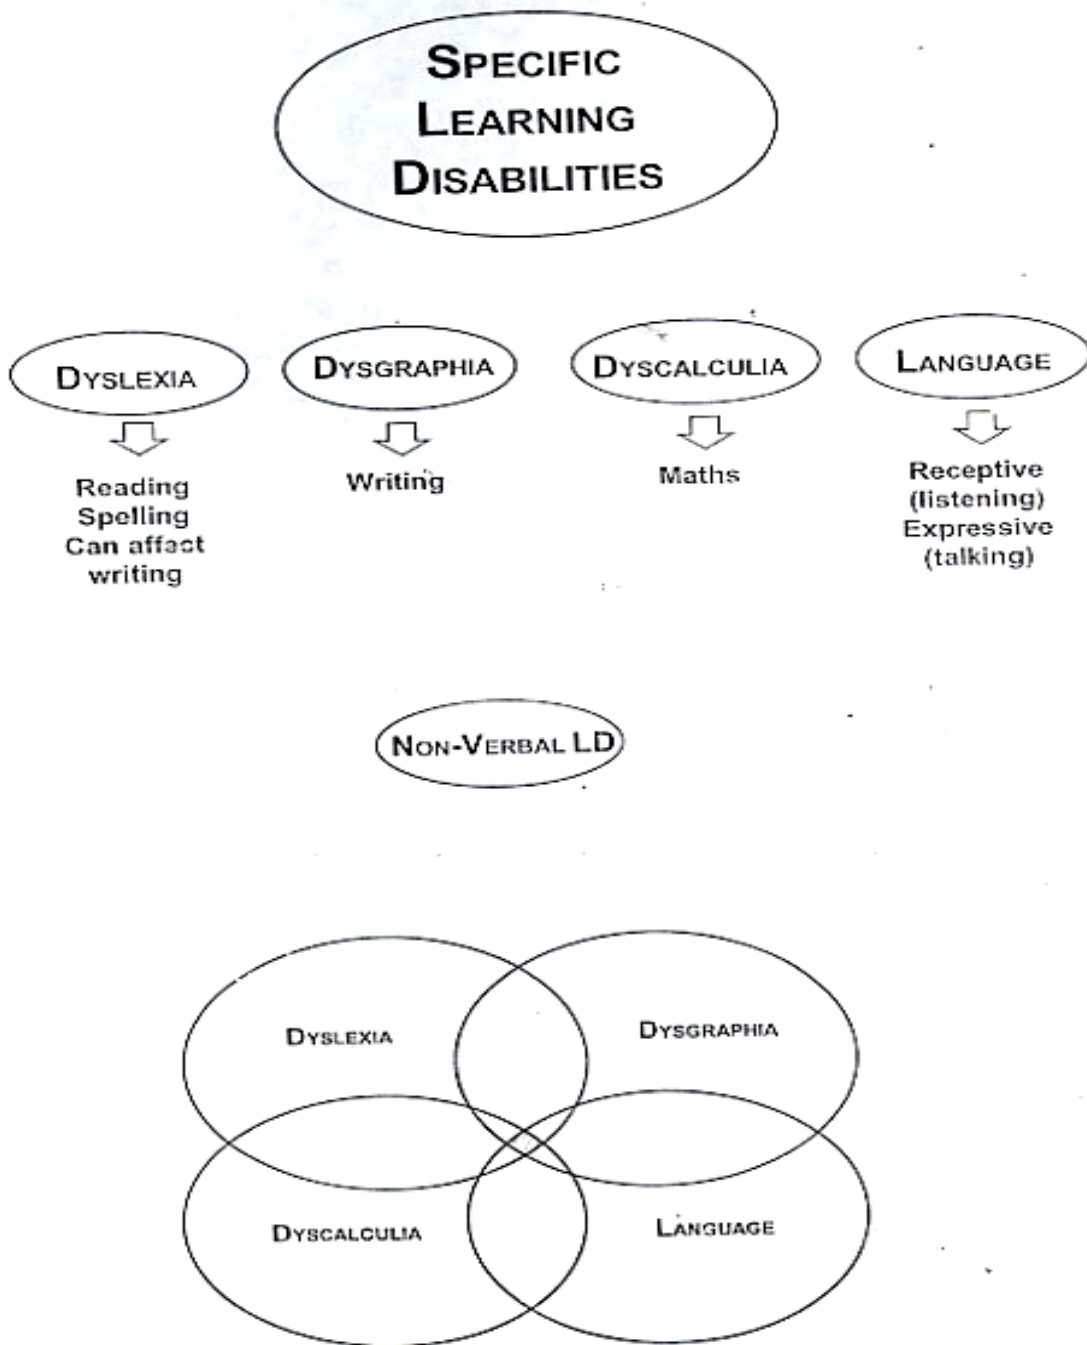 SPECIFIC
LEARNING
DISABILITIES
DYSLEXIA
DYSGRAPHIA
DYSCALCULIA
LANGUAGE
Reading
Spelling
Can affect
writing
Writing
Maths
Receptive
(listening)
Expressive
(talking)
NON-VERBAL LD
DYSLEXIA
DYSGRAPHIA
DYSCALCULIA
LANGUAGE